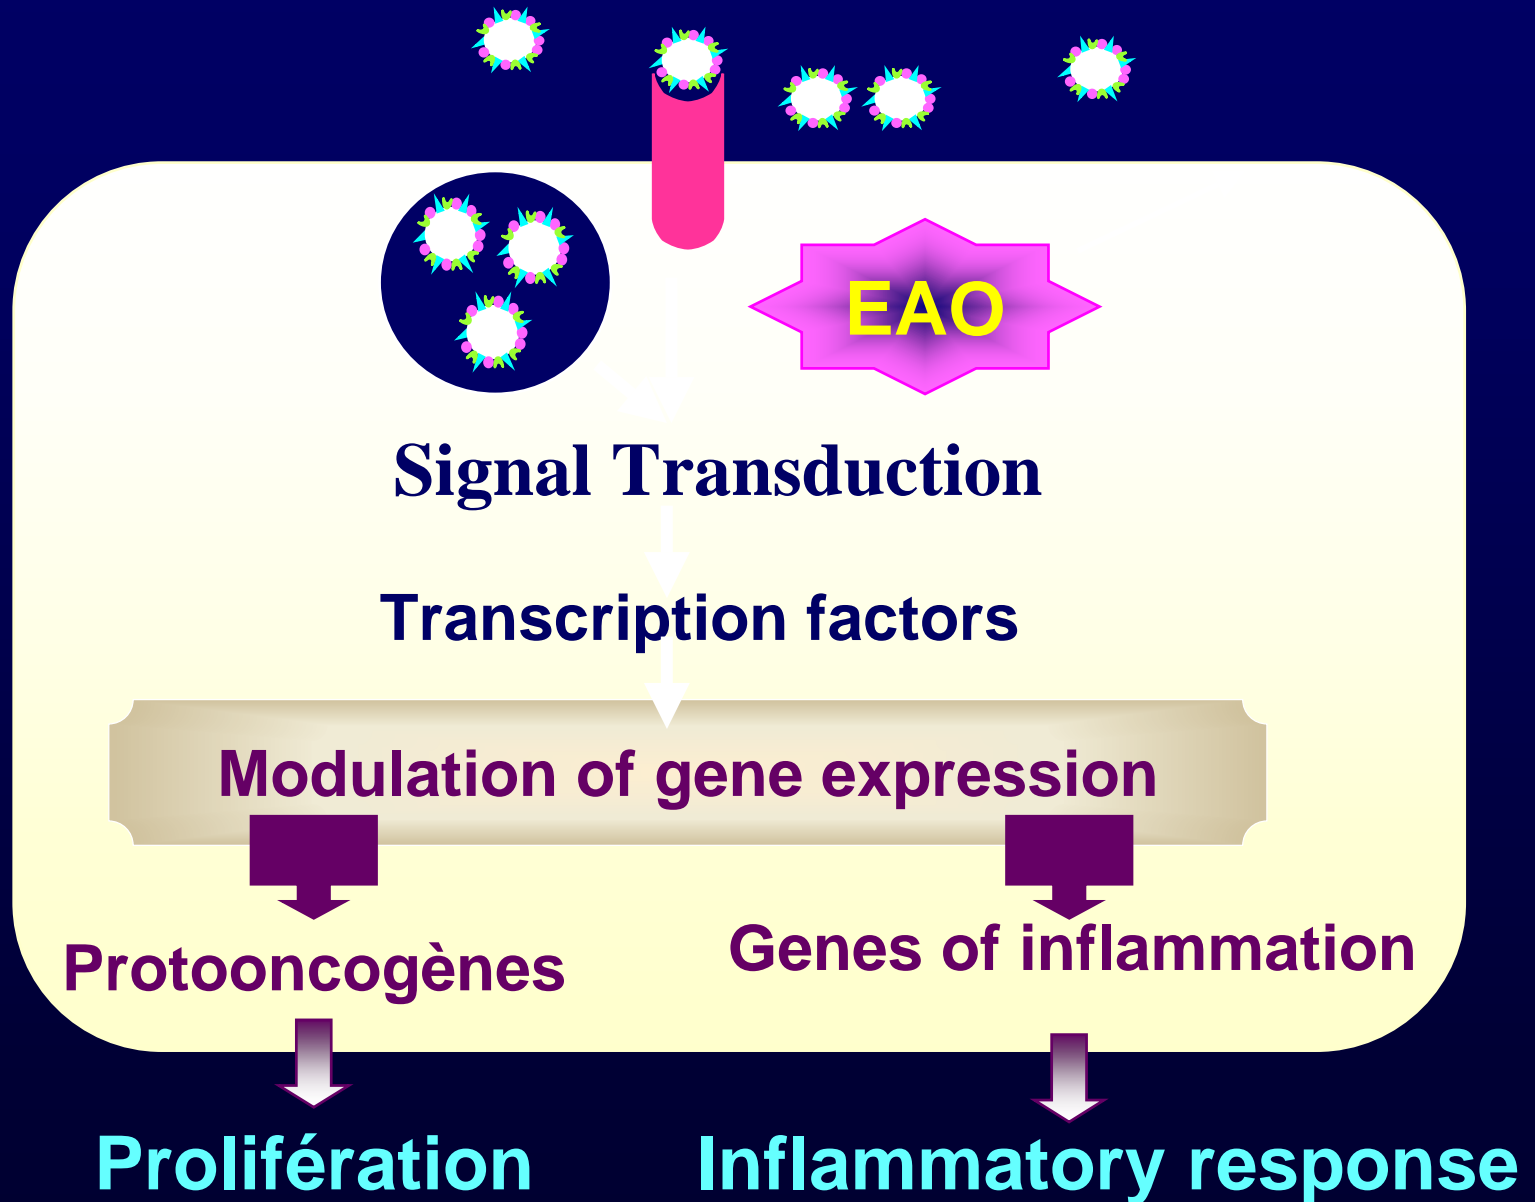 EAO
Signal Transduction
Transcription factors
Modulation of gene expression
Protooncogènes
Genes of inflammation
Prolifération
Inflammatory response